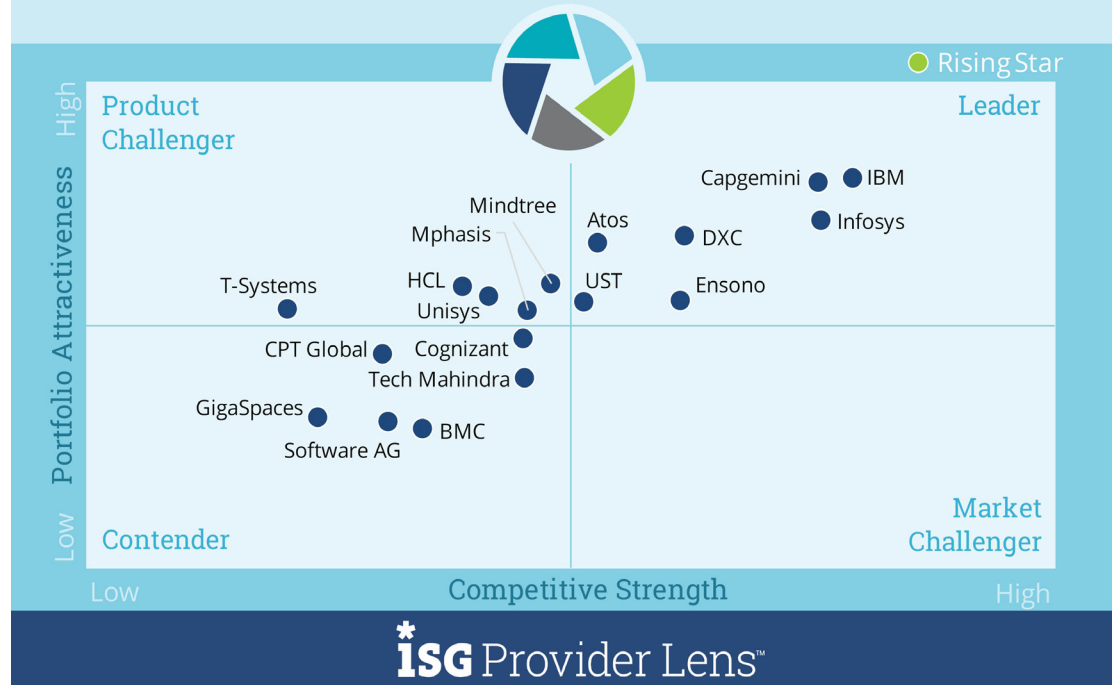 Rising Star
High
Product
Challenger
Leader
Capgemini
IBM
Mindtree
Atos
Infosys
Mphasis
DXC
HCL
UST
T-Systems
Ensono
Unisys
Portfolio Attractiveness
CPT Global
Cognizant
Tech Mahindra
GigaSpaces
BMC
Software AG
Low
Contender
Market
Challenger
Low
Competitive Strength
High
*ISG Provider Lens™